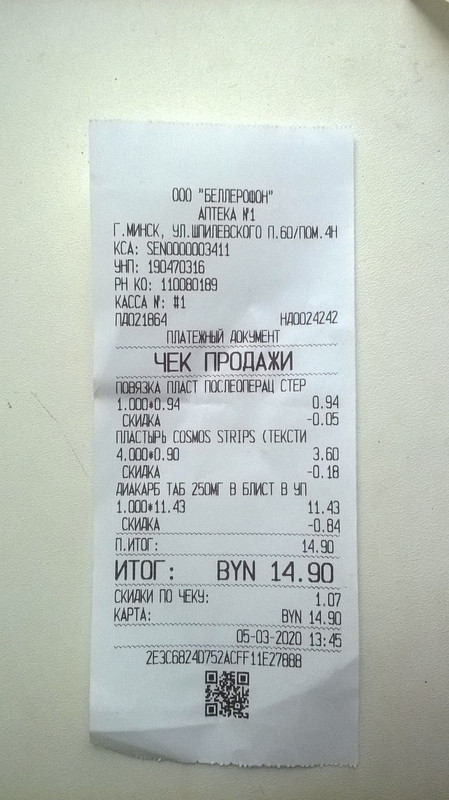 ООО "БЕЛЛЕРОФОН"
АПТЕКА №1
Г.МИНСК, УЛ.ШПИЛЕВСКОГО П.60/ПОМ.4Н
КСА: SEN0000003411
УНП: 190470316
РН КО: 110080189
КАССА №: #1
ПД021864 НД0024242
ПЛАТЕЖНЫЙ ДОКУМЕНТ
ЧЕК ПРОДАЖИ
ПОВЯЗКА ПЛАСТ ПОСЛЕОПЕРАЦ СТЕР
1.000*0.94 0.94
СКИДКА -0.05
ПЛАСТЫРЬ COSMOS STRIPS (ТЕКСТИ
4.000*0.90 3.60
СКИДКА -0.18
ДИАКАРБ ТАБ 250МГ В БЛИСТ В УП
1.000*11.43 11.43
СКИДКА -0.84
П.ИТОГ: 14.90
ИТОГ: BYN 14.90
СКИДКИ ПО ЧЕКУ: 1.07
КАРТА: BYN 14.90
05-03-2020 13:45
2E3C6824D752ACFF11E27888